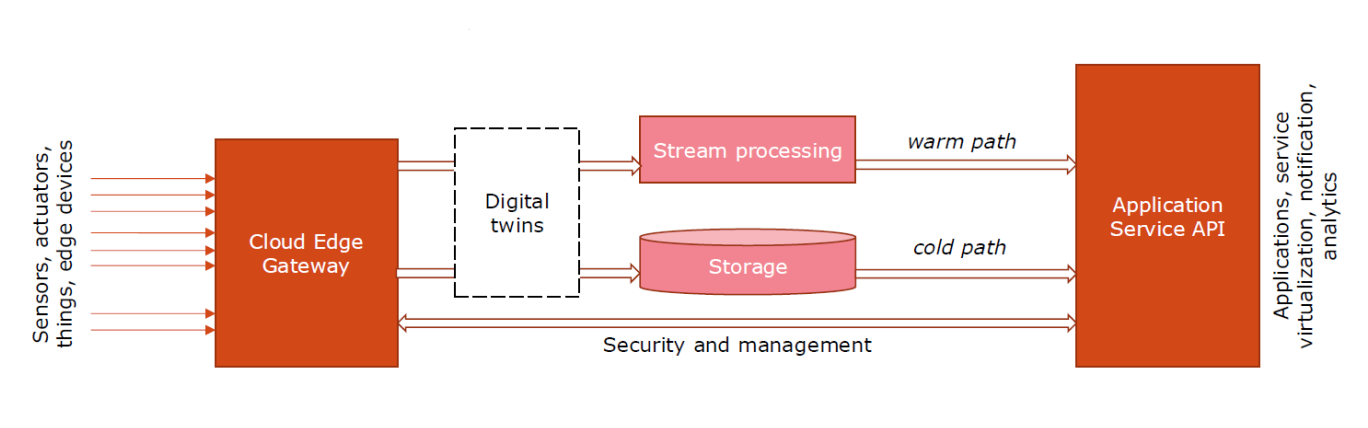 Sensors, actuators,
things, edge devices
Cloud Edge
Gateway
Digital
twins
Stream processing
warm path
Storage
cold path
Security and management
Application
Service API
Applications, service
virtualization, notification,
analytics